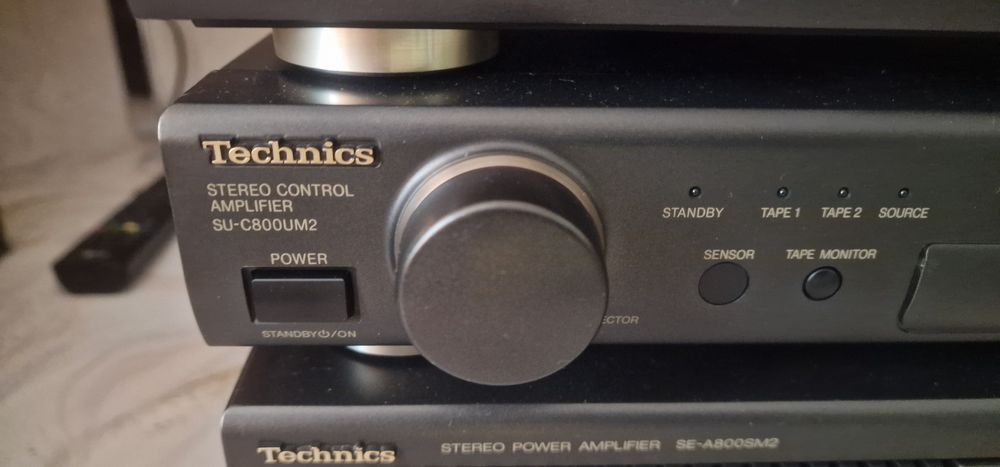 Technics
STEREO CONTROL
AMPLIFIER
SU-C800UM2
POWER
STANDBY⏻/ON
STANDBY
TAPE 1
TAPE 2
SOURCE
SENSOR
TAPE MONITOR
ECTOR
Technics
STEREO POWER AMPLIFIER SE-A800SM2